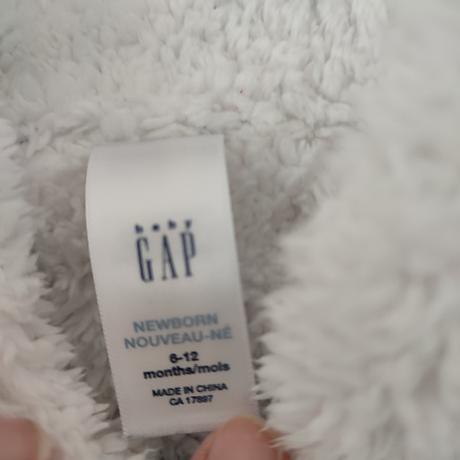 baby
GAP
NEWBORN
NOUVEAU-NÉ
6-12
months/mois
MADE IN CHINA
CA 17897